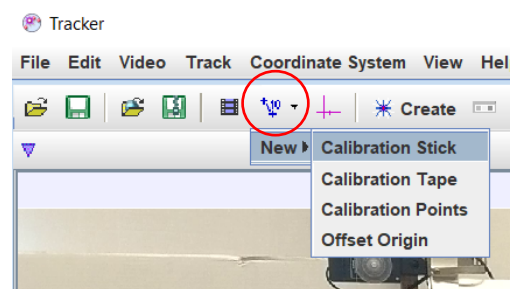 Tracker
File Edit Video Track Coordinate System View Hel
10 Create
New Calibration Stick
Calibration Tape
Calibration Points
Offset Origin